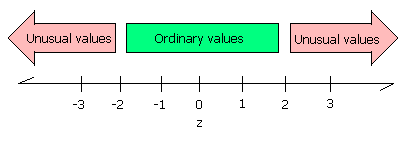 Unusual values Ordinary values Unusual values
-3 -2 -1 0 1 2 3
z